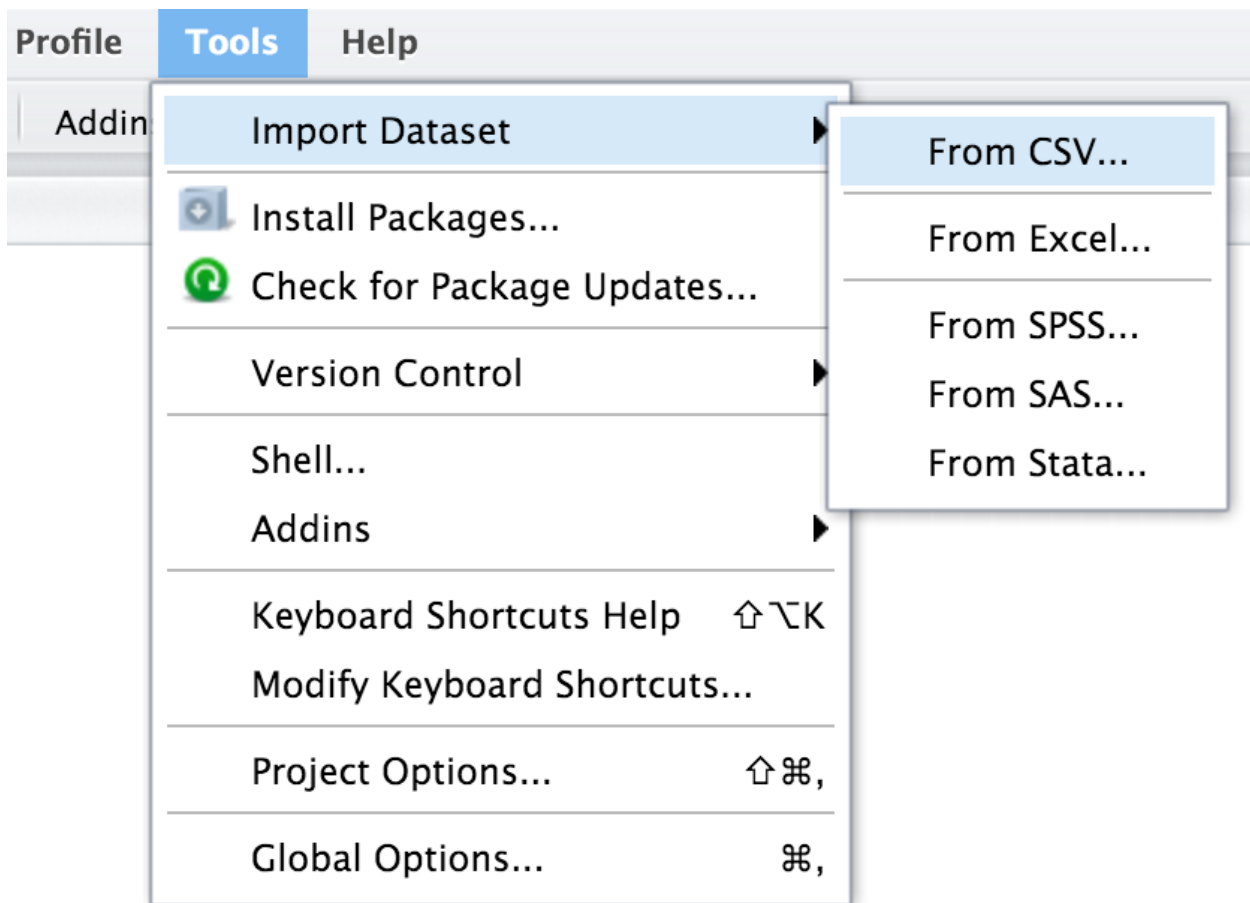 Profile Tools Help
Addin
Import Dataset
Install Packages...
Check for Package Updates...
Version Control
Shell...
Addins
Keyboard Shortcuts Help ⇧⌥K
Modify Keyboard Shortcuts...
Project Options... ⇧⌘,
Global Options... ⌘,
From CSV...
From Excel...
From SPSS...
From SAS...
From Stata...